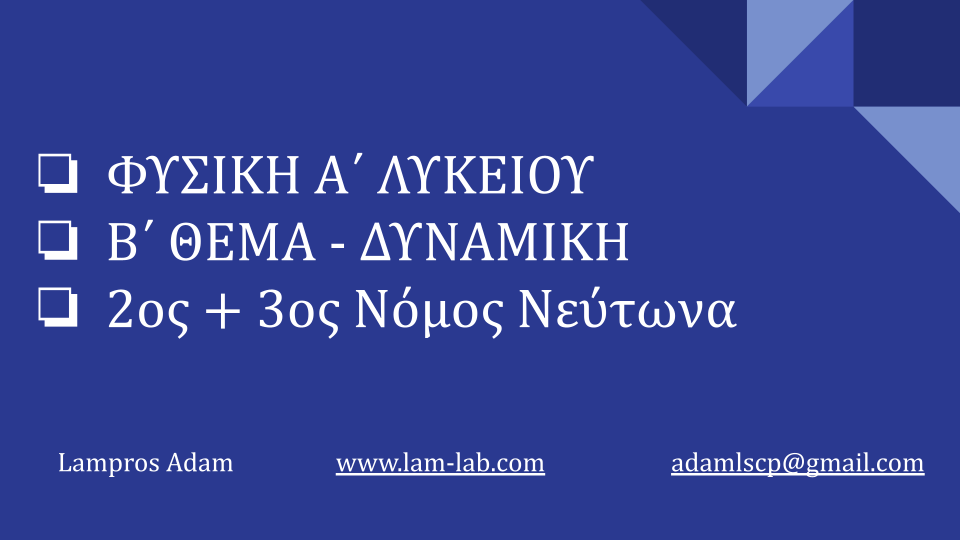 ❏ ΦΥΣΙΚΗ Α΄ ΛΥΚΕΙΟΥ
❏ Β΄ ΘΕΜΑ - ΔΥΝΑΜΙΚΗ
❏ 2ος + 3ος Νόμος Νεύτωνα
Lampros Adam www.lam-lab.com adamlscp@gmail.com